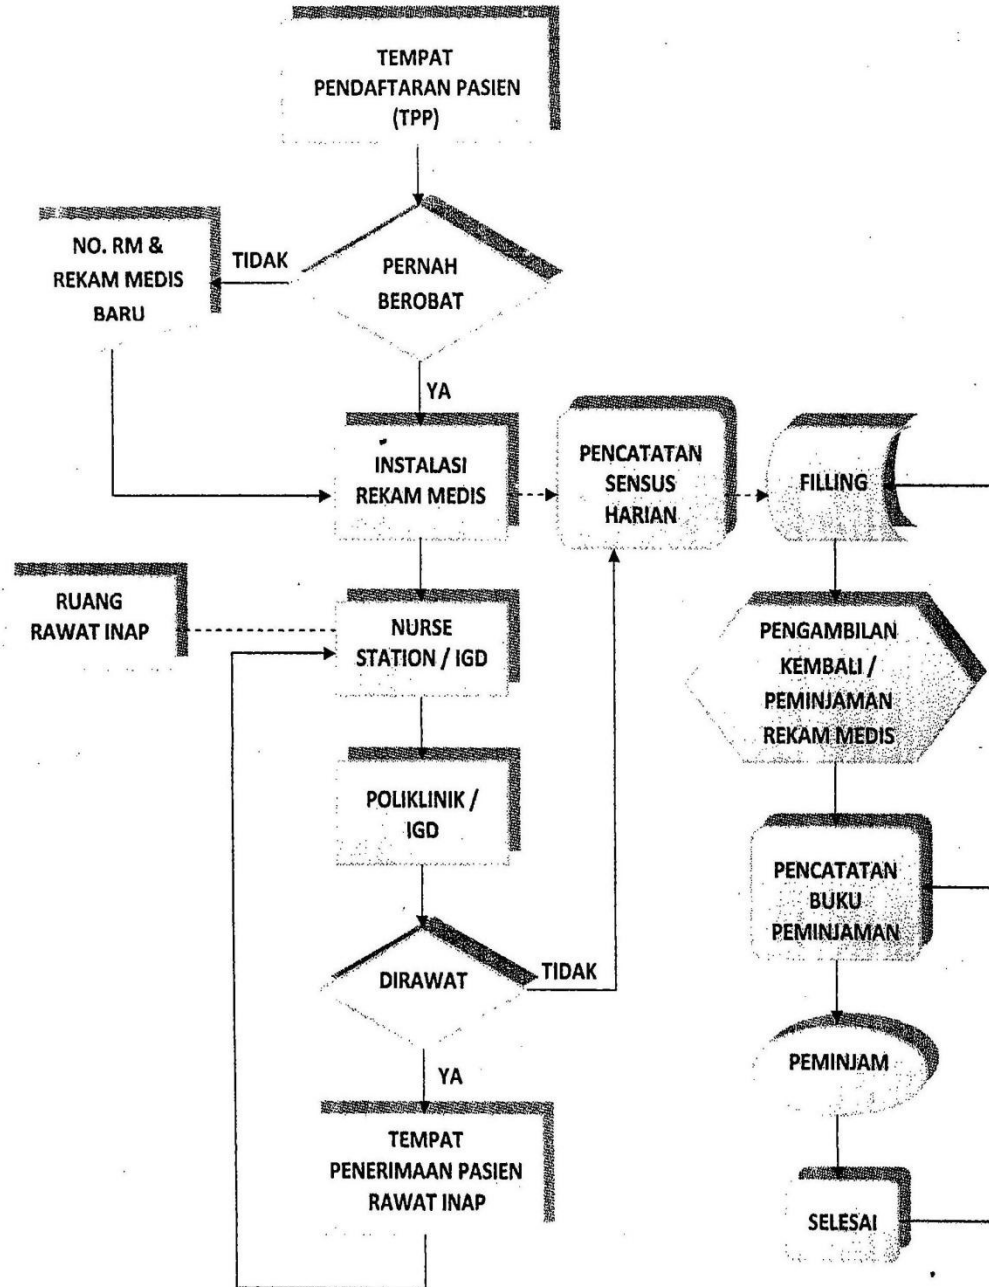 TEMPAT
PENDAFTARAN PASIEN
(TPP)
NO. RM &
REKAM MEDIS
BARU
TIDAK
PERNAH
BEROBAT
YA
INSTALASI
REKAM MEDIS
PENCATATAN
SENSUS
HARIAN
FILLING
RUANG
RAWAT INAP
NURSE
STATION / IGD
PENGAMBILAN
KEMBALI /
PEMINJAMAN
REKAM MEDIS
POLIKLINIK /
IGD
PENCATATAN
BUKU
PEMINJAMAN
DIRAWAT
TIDAK
YA
PEMINJAM
TEMPAT
PENERIMAAN PASIEN
RAWAT INAP
SELESAI